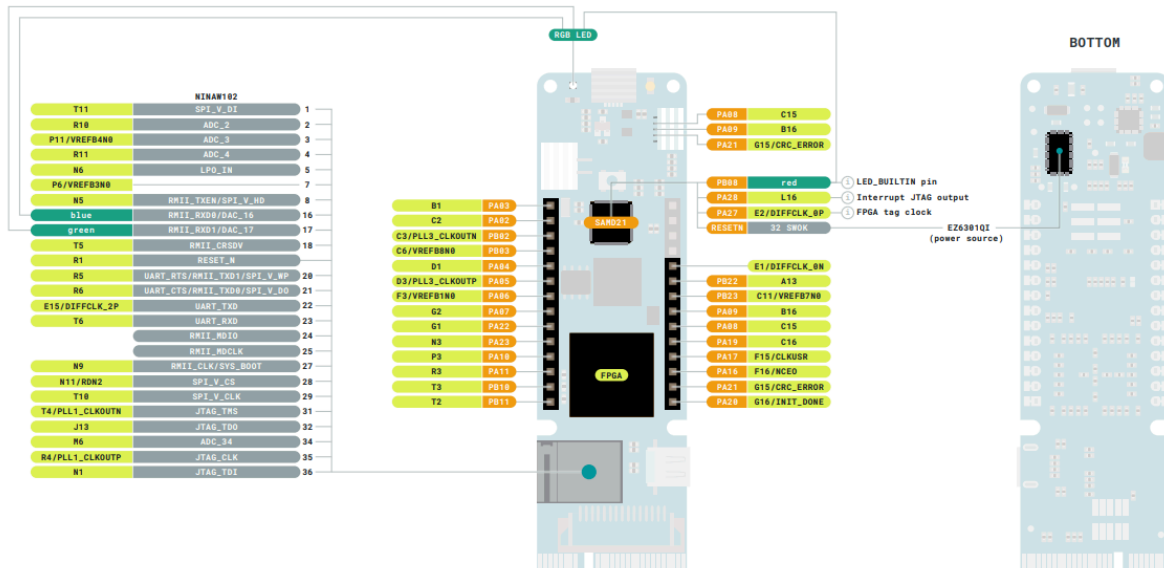 RGB LED
BOTTOM
NINAW102
T11 SPI_V_DI 1
R10 ADC_2 2
P11/VREFB4N0 ADC_3 3
R11 ADC_4 4
N6 LPO_IN 5
P6/VREFB3N0 7
N5 RMII_TXEN/SPI_V_HD 8
blue RMII_RXD0/DAC_16 16
green RMII_RXD1/DAC_17 17
T5 RMII_CRSDV 18
R1 RESET_N
R5 UART_RTS/RMII_TXD1/SPI_V_WP 20
R6 UART_CTS/RMII_TXD0/SPI_V_DO 21
E15/DIFFCLK_2P UART_TXD 22
T6 UART_RXD 23
RMII_MDIO 24
RMII_MDCLK 25
N9 RMII_CLK/SYS_BOOT 27
N11/RDN2 SPI_V_CS 28
T10 SPI_V_CLK 29
T4/PLL1_CLKOUTN JTAG_TMS 31
J13 JTAG_TDO 32
M6 ADC_34 34
R4/PLL1_CLKOUTP JTAG_CLK 35
N1 JTAG_TDI 36
B1 PA03
C2 PA02
C3/PLL3_CLKOUTN PB02
C6/VREFB8N0 PB03
D1 PA04
D3/PLL3_CLKOUTP PA05
F3/VREFB1N0 PA06
G2 PA07
G1 PA22
N3 PA23
P3 PA10
R3 PA11
T3 PB10
T2 PB11
SAMD21
FPGA
PA08 C15
PA09 B16
PA21 G15/CRC_ERROR
PB08 red i LED_BUILTIN pin
PA28 L16 i Interrupt JTAG output
PA27 E2/DIFFCLK_0P i FPGA tag clock
RESETN 32 SWOK
EZ6301QI
(power source)
E1/DIFFCLK_0N
PB22 A13
PB23 C11/VREFB7N0
PA09 B16
PA08 C15
PA19 C16
PA17 F15/CLKUSR
PA16 F16/NCEO
PA21 G15/CRC_ERROR
PA20 G16/INIT_DONE